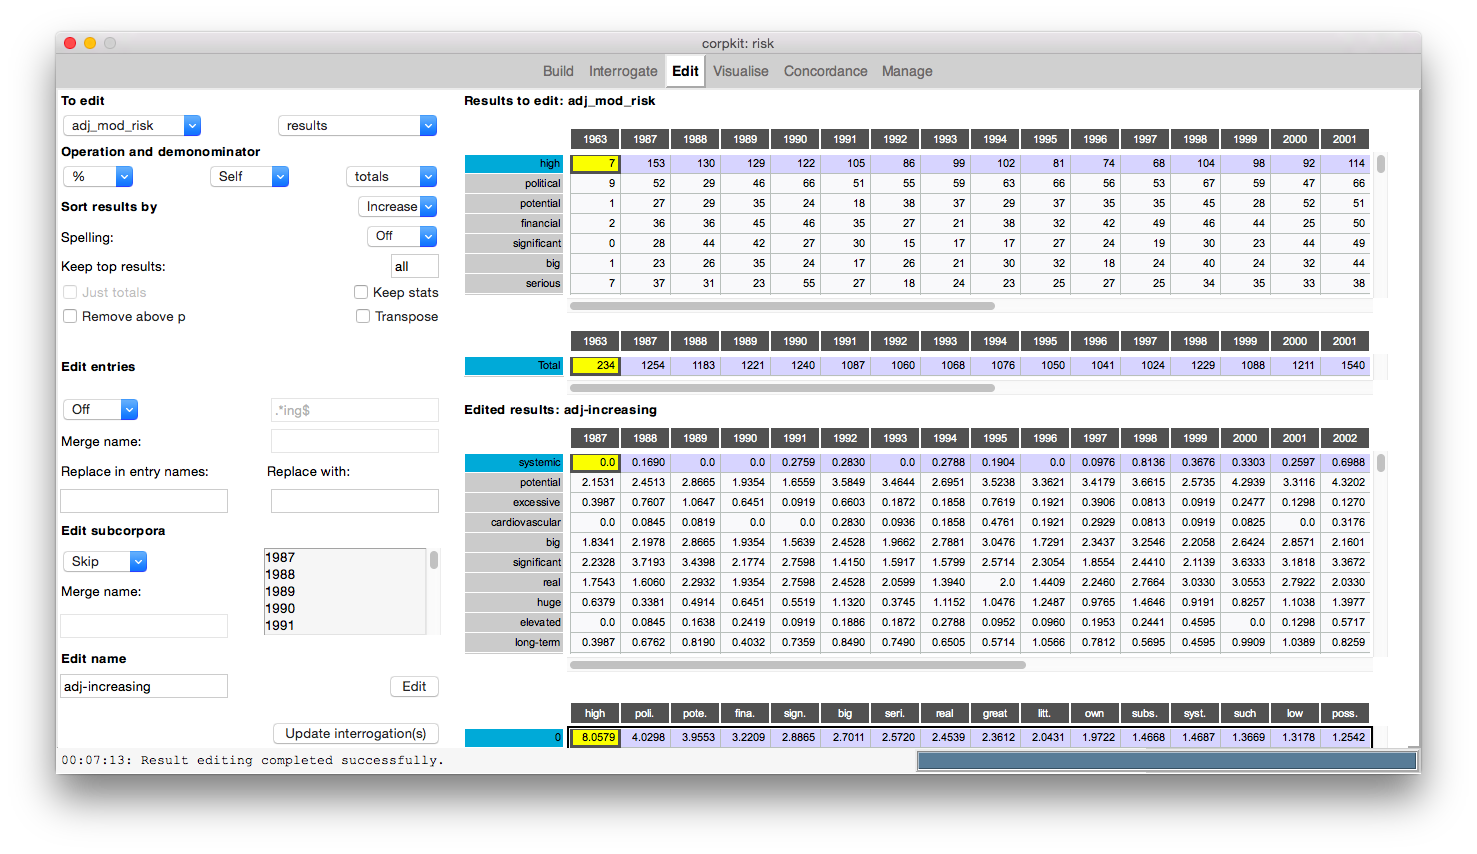 corpkit: risk
Build Interrogate Edit Visualise Concordance Manage
To edit
adj_mod_risk results
Operation and demonominator
% Self totals
Sort results by Increase
Spelling: Off
Keep top results: all
Just totals Keep stats
Remove above p Transpose
Edit entries
Off .*ing$
Merge name:
Replace in entry names: Replace with:
Edit subcorpora
Skip
1987
1988
1989
1990
1991
Merge name:
Edit name
adj-increasing Edit
Update interrogation(s)
Results to edit: adj_mod_risk
1963 1987 1988 1989 1990 1991 1992 1993 1994 1995 1996 1997 1998 1999 2000 2001
high 7 153 130 129 122 105 86 99 102 81 74 68 104 98 92 114
political 9 52 29 46 66 51 55 59 63 66 56 53 67 59 47 66
potential 1 27 29 35 24 18 38 37 29 37 35 35 45 28 52 51
financial 2 36 36 45 46 35 27 21 38 32 42 49 46 44 25 50
significant 0 28 44 42 27 30 15 17 17 27 24 19 30 23 44 49
big 1 23 26 35 24 17 26 21 30 32 18 24 40 24 32 44
serious 7 37 31 23 55 27 18 24 23 25 27 25 34 35 33 38
1963 1987 1988 1989 1990 1991 1992 1993 1994 1995 1996 1997 1998 1999 2000 2001
Total 234 1254 1183 1221 1240 1087 1060 1068 1076 1050 1041 1024 1229 1088 1211 1540
Edited results: adj-increasing
1987 1988 1989 1990 1991 1992 1993 1994 1995 1996 1997 1998 1999 2000 2001 2002
systemic 0.0 0.1690 0.0 0.0 0.2759 0.2830 0.0 0.2788 0.1904 0.0 0.0976 0.8136 0.3676 0.3303 0.2597 0.6988
potential 2.1531 2.4513 2.8665 1.9354 1.6559 3.5849 3.4644 2.6951 3.5238 3.3621 3.4179 3.6615 2.5735 4.2939 3.3116 4.3202
excessive 0.3987 0.7607 1.0647 0.6451 0.0919 0.6603 0.1872 0.1858 0.7619 0.1921 0.3906 0.0813 0.0919 0.2477 0.1298 0.1270
cardiovascular 0.0 0.0845 0.0819 0.0 0.0 0.2830 0.0936 0.1858 0.4761 0.1921 0.2929 0.0813 0.0919 0.0825 0.0 0.3176
big 1.8341 2.1978 2.8665 1.9354 1.5639 2.4528 1.9662 2.7881 3.0476 1.7291 2.3437 3.2546 2.2058 2.6424 2.8571 2.1601
significant 2.2328 3.7193 3.4398 2.1774 2.7598 1.4150 1.5917 1.5799 2.5714 2.3054 1.8554 2.4410 2.1139 3.6333 3.1818 3.3672
real 1.7543 1.6060 2.2932 1.9354 2.7598 2.4528 2.0599 1.3940 2.0 1.4409 2.2460 2.7664 3.0330 3.0553 2.7922 2.0330
huge 0.6379 0.3381 0.4914 0.6451 0.5519 1.1320 0.3745 1.1152 1.0476 1.2487 0.9765 1.4646 0.9191 0.8257 1.1038 1.3977
elevated 0.0 0.0845 0.1638 0.2419 0.0919 0.1886 0.1872 0.2788 0.0952 0.0960 0.1953 0.2441 0.4595 0.0 0.1298 0.5717
long-term 0.3987 0.6762 0.8190 0.4032 0.7359 0.8490 0.7490 0.6505 0.5714 1.0566 0.7812 0.5695 0.4595 0.9909 1.0389 0.8259
high poli. pote. fina. sign. big seri. real great litt. own subs. syst. such low poss.
0 8.0579 4.0298 3.9553 3.2209 2.8865 2.7011 2.5720 2.4539 2.3612 2.0431 1.9722 1.4668 1.4687 1.3669 1.3178 1.2542
00:07:13: Result editing completed successfully.